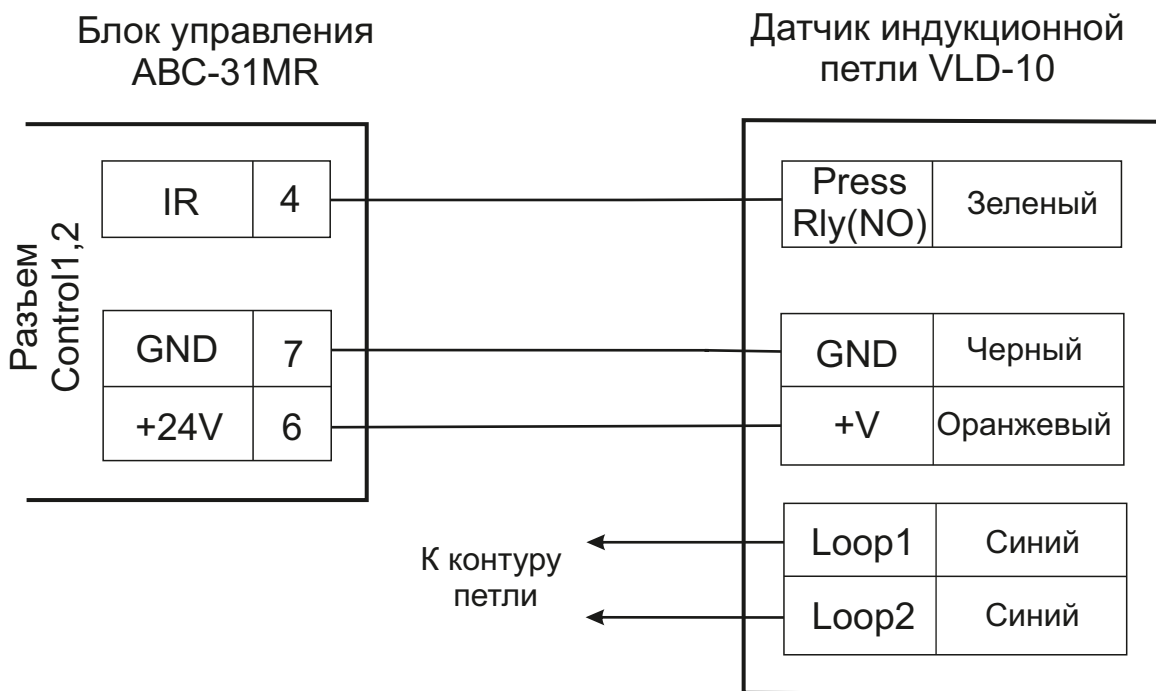 Блок управления
АВС-31MR
Датчик индукционной
петли VLD-10
Разъем
Control1,2
IR 4
GND 7
+24V 6
Press
Rly(NO)
Зеленый
GND Черный
+V Оранжевый
Loop1 Синий
Loop2 Синий
К контуру
петли